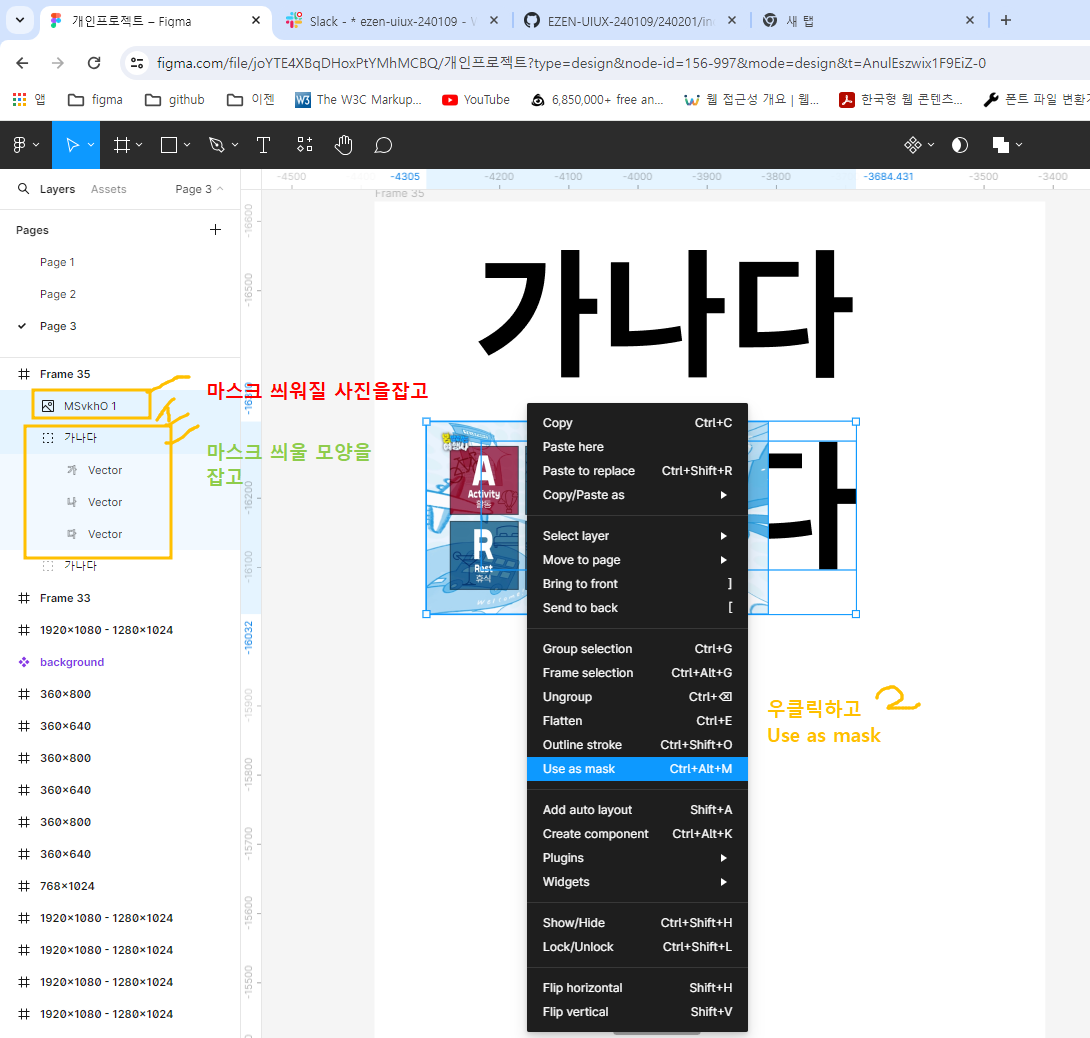 개인프로젝트 – Figma
Slack - * ezen-uiux-240109 -
EZEN-UIUX-240109/240201/in
새 탭
figma.com/file/joYTE4XBqDHoxPtYMhMCBQ/개인프로젝트?type=design&node-id=156-997&mode=design&t=AnulEszwix1F9EiZ-0
앱
figma
github
이젠
The W3C Markup...
YouTube
6,850,000+ free an...
웹 접근성 개요 | 웹...
한국형 웹 콘텐츠...
폰트 파일 변환
Layers
Assets
Page 3
-4500
-4305
-4200
-4100
-4000
-3900
-3800
-3684.431
-3500
-3400
Frame 35
Pages
Page 1
Page 2
Page 3
Frame 35
MSvkhO 1
가나다
Vector
Vector
Vector
가나다
Frame 33
1920×1080 - 1280×1024
background
360×800
360×640
360×800
360×640
360×800
360×640
768×1024
1920×1080 - 1280×1024
1920×1080 - 1280×1024
1920×1080 - 1280×1024
1920×1080 - 1280×1024
-16600
-16500
-16200
-16100
-16032
-15900
-15800
-15700
-15600
-15500
가나다
마스크 씌워질 사진을잡고
마스크 씌울 모양을
잡고
A
Activity
활동
R
Rest
휴식
Welcome
다
Copy Ctrl+C
Paste here
Paste to replace Ctrl+Shift+R
Copy/Paste as
Select layer
Move to page
Bring to front ]
Send to back [
Group selection Ctrl+G
Frame selection Ctrl+Alt+G
Ungroup Ctrl+⌫
Flatten Ctrl+E
Outline stroke Ctrl+Shift+O
Use as mask Ctrl+Alt+M
Add auto layout Shift+A
Create component Ctrl+Alt+K
Plugins
Widgets
Show/Hide Ctrl+Shift+H
Lock/Unlock Ctrl+Shift+L
Flip horizontal Shift+H
Flip vertical Shift+V
우클릭하고 2
Use as mask